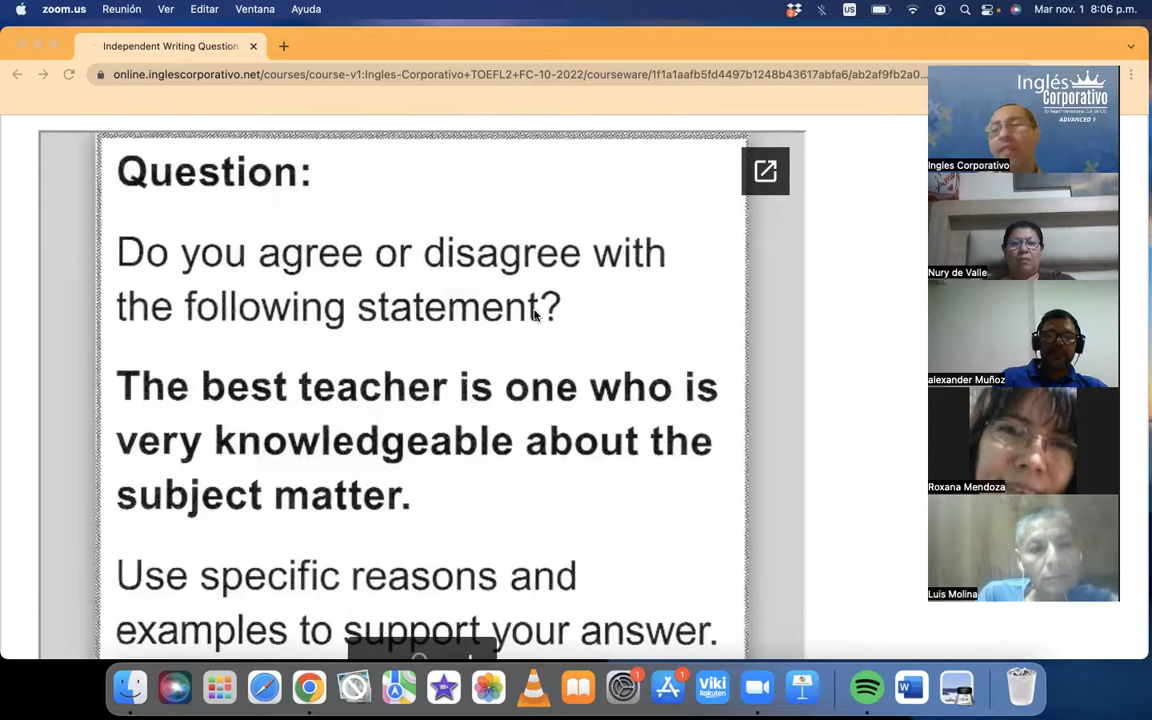 zoom.us Reunión Ver Editar Ventana Ayuda
US
Mar nov. 1 8:06 p.m.
Independent Writing Question
online.inglescorporativo.net/courses/course-v1:Ingles-Corporativo+TOEFL2+FC-10-2022/courseware/1f1a1aafb5fd4497b1248b43617abfa6/ab2af9fb2a0...
Question:
Do you agree or disagree with
the following statement?
The best teacher is one who is
very knowledgeable about the
subject matter.
Use specific reasons and
examples to support your answer.
Inglés
Corporativo
ADVANCED 1
Ingles Corporativo
Nury de Valle
alexander Muñoz
Roxana Mendoza
Luis Molina
1
1
Viki
Rakuten
W